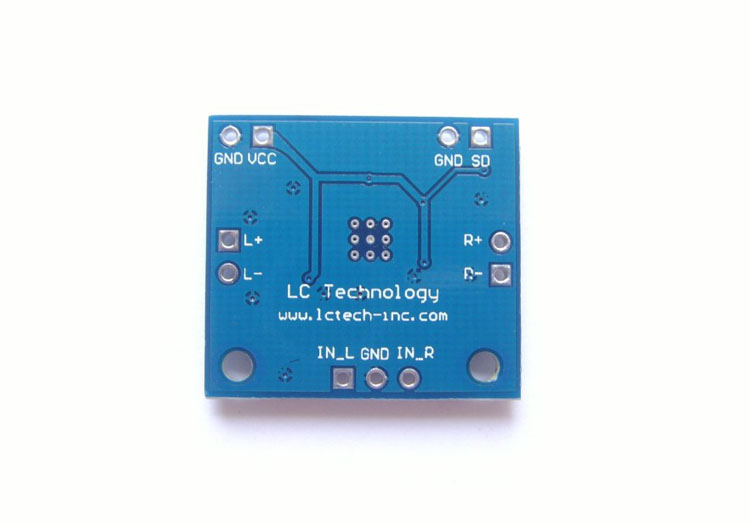 GND VCC GND SD
L+ R+
L- R-
LC Technology
www.lctech-inc.com
IN_L GND IN_R